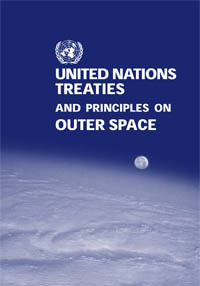 UNITED NATIONS
TREATIES
AND PRINCIPLES ON
OUTER SPACE